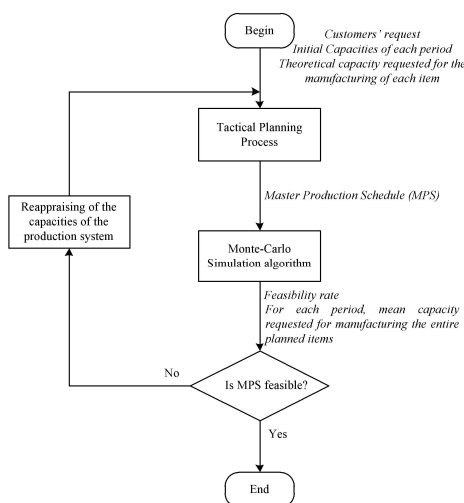 Begin
Customers’ request
Initial Capacities of each period
Theoretical capacity requested for the
manufacturing of each item
Tactical Planning
Process
Master Production Schedule (MPS)
Reappraising of the
capacities of the
production system
Monte-Carlo
Simulation algorithm
Feasibility rate
For each period, mean capacity
requested for manufacturing the entire
planned items
No
Is MPS feasible?
Yes
End